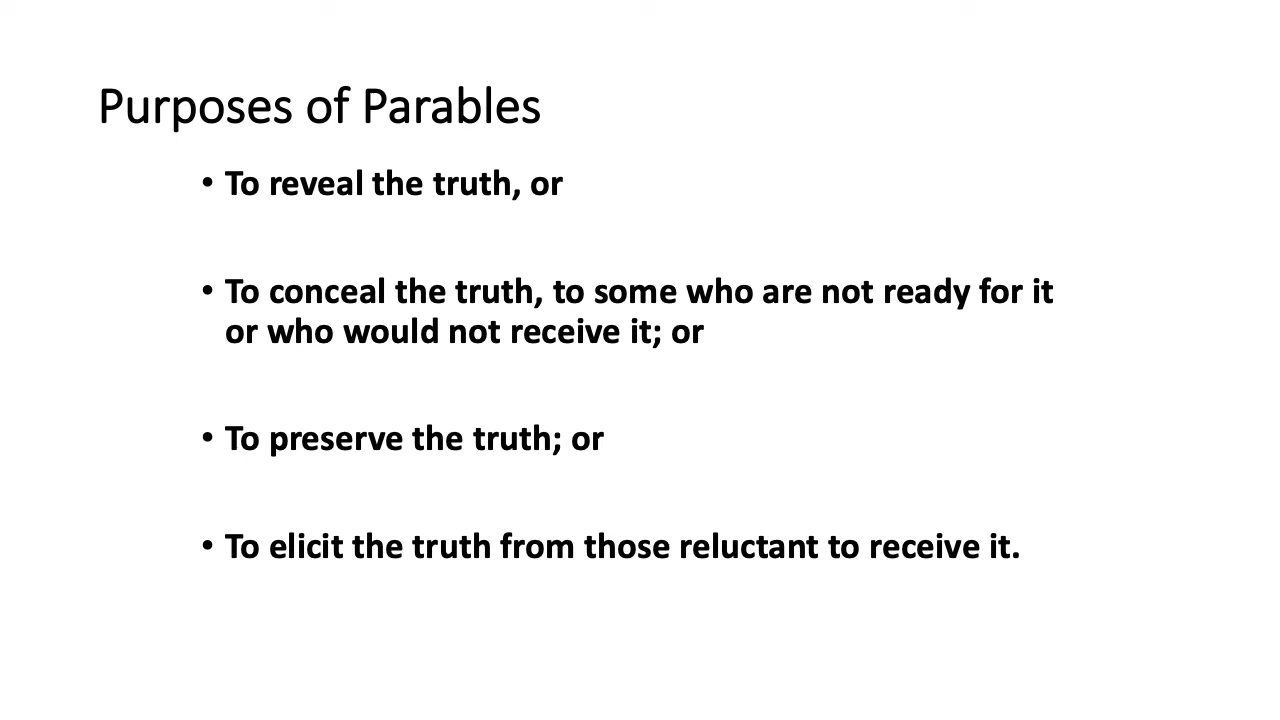 Purposes of Parables
• To reveal the truth, or
• To conceal the truth, to some who are not ready for it
or who would not receive it; or
• To preserve the truth; or
• To elicit the truth from those reluctant to receive it.